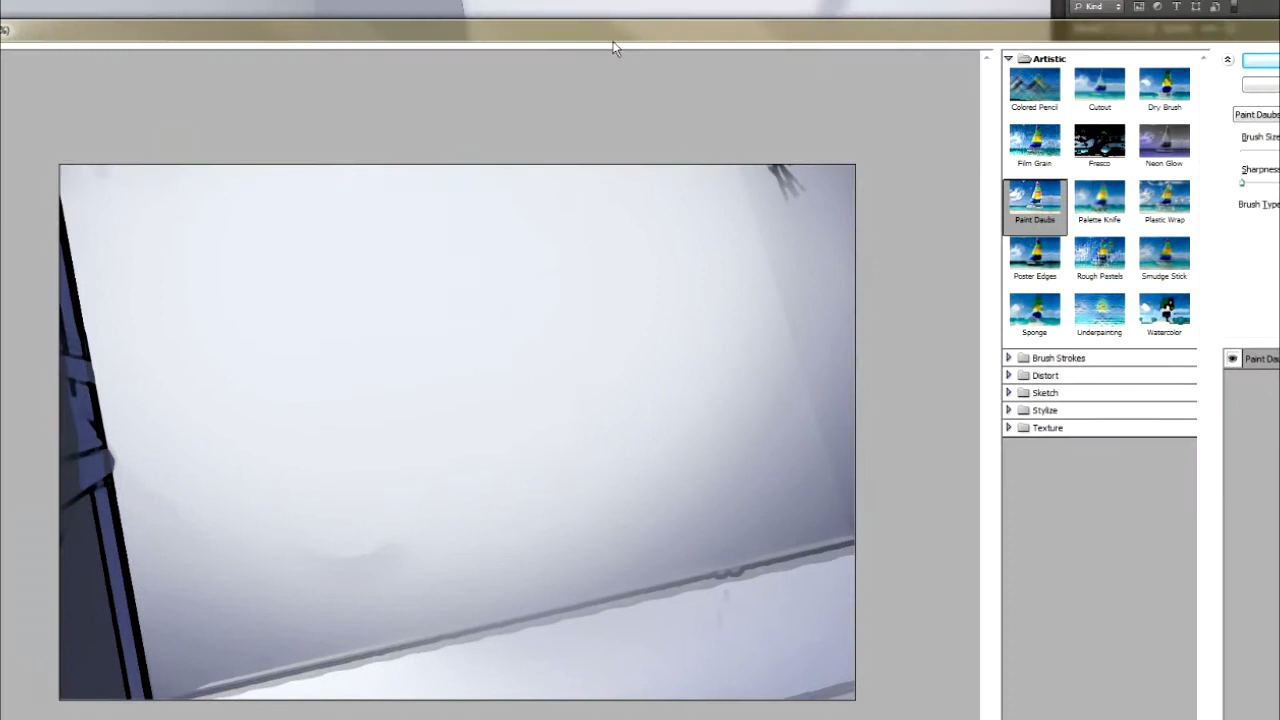 Kind
%)
Artistic
Colored Pencil
Cutout
Dry Brush
Film Grain
Fresco
Neon Glow
Paint Daubs
Palette Knife
Plastic Wrap
Poster Edges
Rough Pastels
Smudge Stick
Sponge
Underpainting
Watercolor
Brush Strokes
Distort
Sketch
Stylize
Texture
Paint Daubs
Brush Size
Sharpness
Brush Type
Paint Da